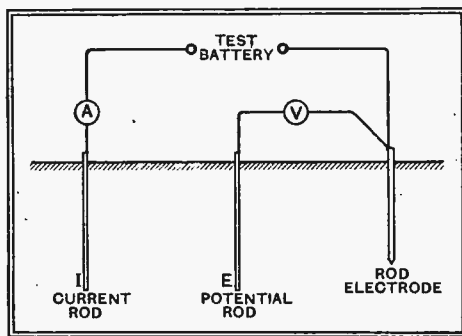 TEST
BATTERY
A
V
I
CURRENT
ROD
E
POTENTIAL
ROD
ROD
ELECTRODE